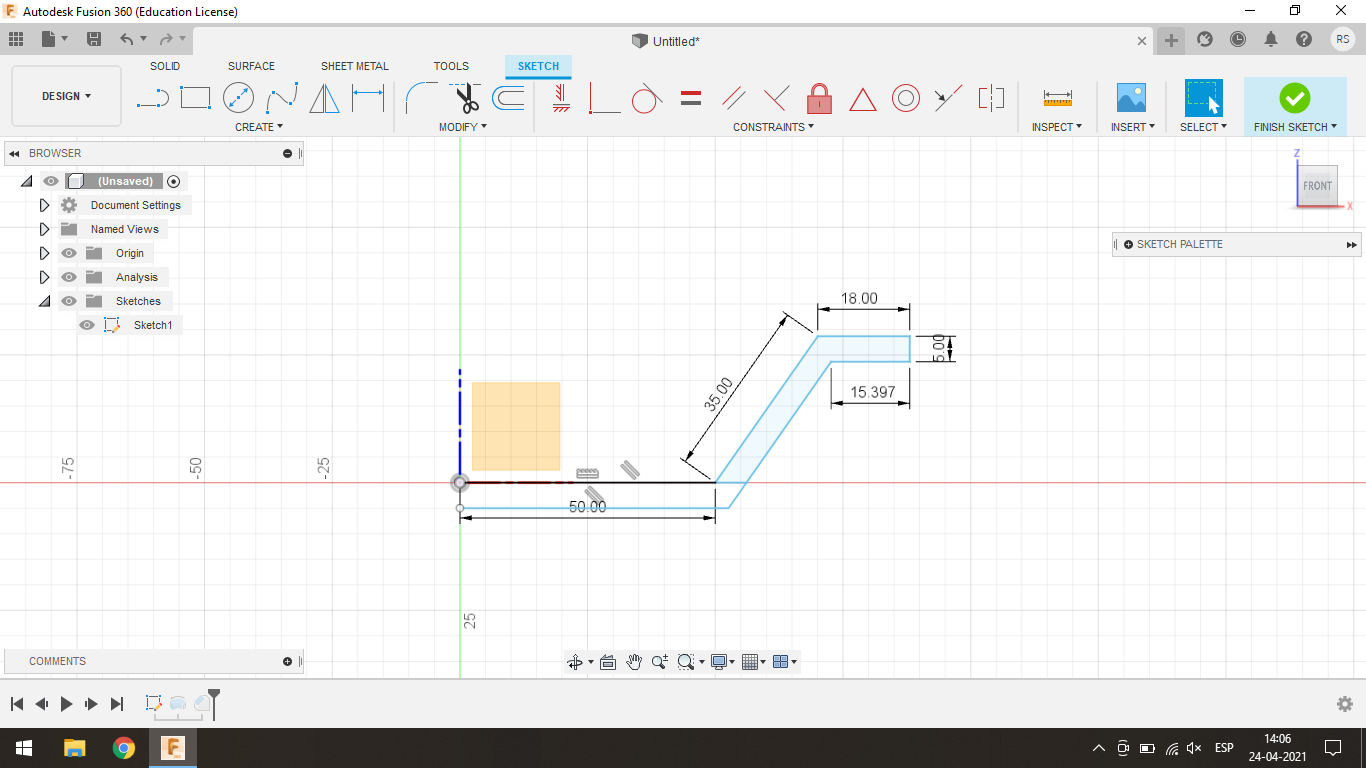 Autodesk Fusion 360 (Education License)
Untitled*
RS
SOLID SURFACE SHEET METAL TOOLS SKETCH
DESIGN
CREATE MODIFY CONSTRAINTS INSPECT INSERT SELECT FINISH SKETCH
BROWSER
(Unsaved)
Document Settings
Named Views
Origin
Analysis
Sketches
Sketch1
Z
FRONT
X
SKETCH PALETTE
18.00
5.00
35.00
15.397
-75
-50
-25
50.00
25
COMMENTS
ESP
14:06
24-04-2021